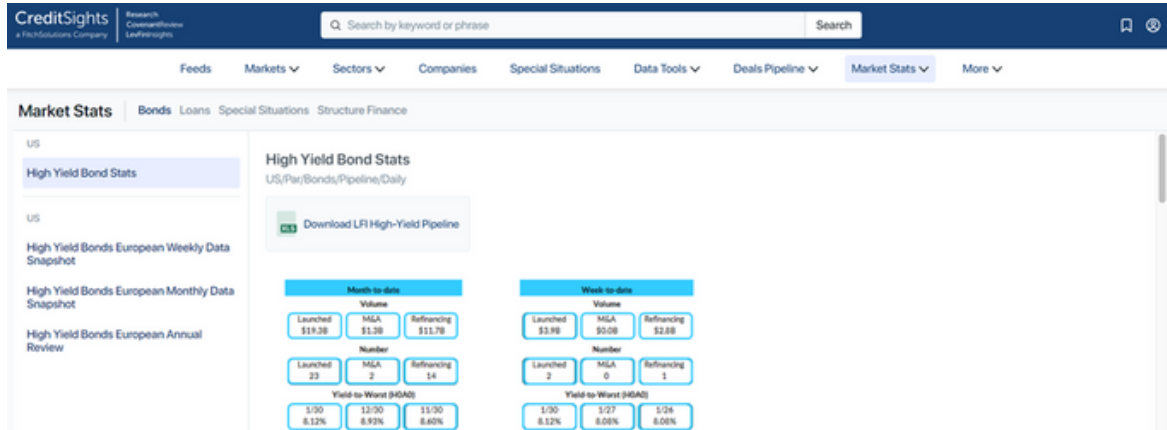 CreditSights
a FitchSolutions Company
Research
CovenantReview
LevFinInsights
Search by keyword or phrase
Search
Feeds Markets Sectors Companies Special Situations Data Tools Deals Pipeline Market Stats More
Market Stats Bonds Loans Special Situations Structure Finance
US
High Yield Bond Stats
US
High Yield Bonds European Weekly Data
Snapshot
High Yield Bonds European Monthly Data
Snapshot
High Yield Bonds European Annual
Review
High Yield Bond Stats
US/Par/Bonds/Pipeline/Daily
XLS
Download LFI High-Yield Pipeline
Month-to-date
Volume
Launched M&A Refinancing
$19.3B $1.3B $11.7B
Number
Launched M&A Refinancing
23 2 14
Yield-to-Worst (H0A0)
1/30 12/30 11/30
8.12% 8.93% 8.60%
Week-to-date
Volume
Launched M&A Refinancing
$3.9B $0.0B $2.8B
Number
Launched M&A Refinancing
2 0 1
Yield-to-Worst (H0A0)
1/30 1/27 1/26
8.12% 8.08% 8.08%